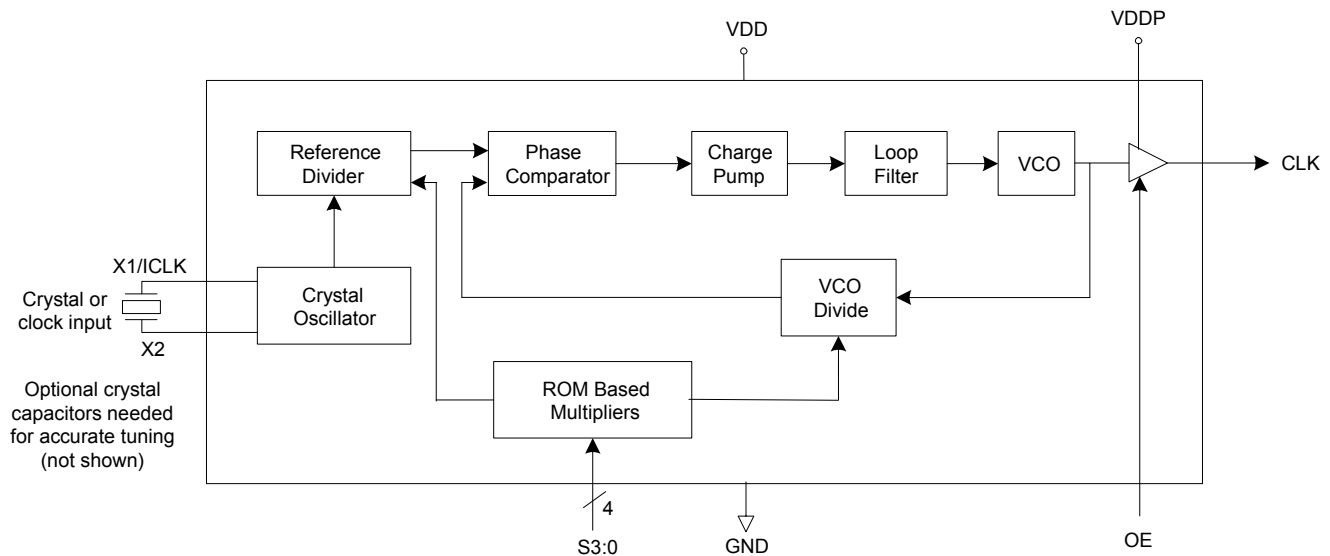 VDD
VDDP
Reference
Divider
Phase
Comparator
Charge
Pump
Loop
Filter
VCO
CLK
X1/ICLK
Crystal or
clock input
X2
Crystal
Oscillator
VCO
Divide
Optional crystal
capacitors needed
for accurate tuning
(not shown)
ROM Based
Multipliers
4
S3:0
GND
OE